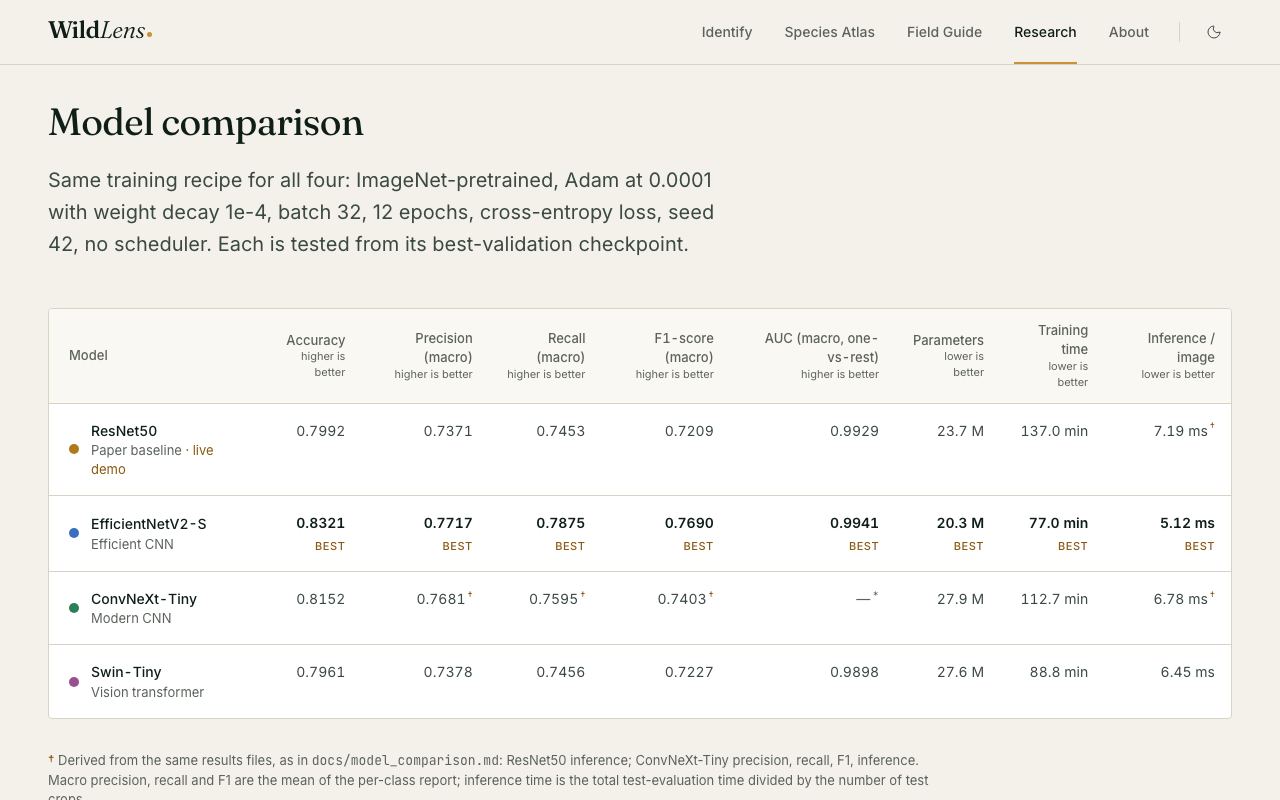 WildLens.
Identify Species Atlas Field Guide Research About
Model comparison
Same training recipe for all four: ImageNet-pretrained, Adam at 0.0001
with weight decay 1e-4, batch 32, 12 epochs, cross-entropy loss, seed
42, no scheduler. Each is tested from its best-validation checkpoint.
Model
Accuracy
higher is
better
Precision
(macro)
higher is better
Recall
(macro)
higher is better
F1-score
(macro)
higher is better
AUC (macro, one-
vs-rest)
higher is better
Parameters
lower is
better
Training
time
lower is
better
Inference /
image
lower is better
ResNet50 0.7992 0.7371 0.7453 0.7209 0.9929 23.7 M 137.0 min 7.19 ms†
Paper baseline · live
demo
EfficientNetV2-S 0.8321 0.7717 0.7875 0.7690 0.9941 20.3 M 77.0 min 5.12 ms
Efficient CNN BEST BEST BEST BEST BEST BEST BEST BEST
ConvNeXt-Tiny 0.8152 0.7681† 0.7595† 0.7403† —* 27.9 M 112.7 min 6.78 ms†
Modern CNN
Swin-Tiny 0.7961 0.7378 0.7456 0.7227 0.9898 27.6 M 88.8 min 6.45 ms
Vision transformer
† Derived from the same results files, as in docs/model_comparison.md: ResNet50 inference; ConvNeXt-Tiny precision, recall, F1, inference.
Macro precision, recall and F1 are the mean of the per-class report; inference time is the total test-evaluation time divided by the number of test
crops.